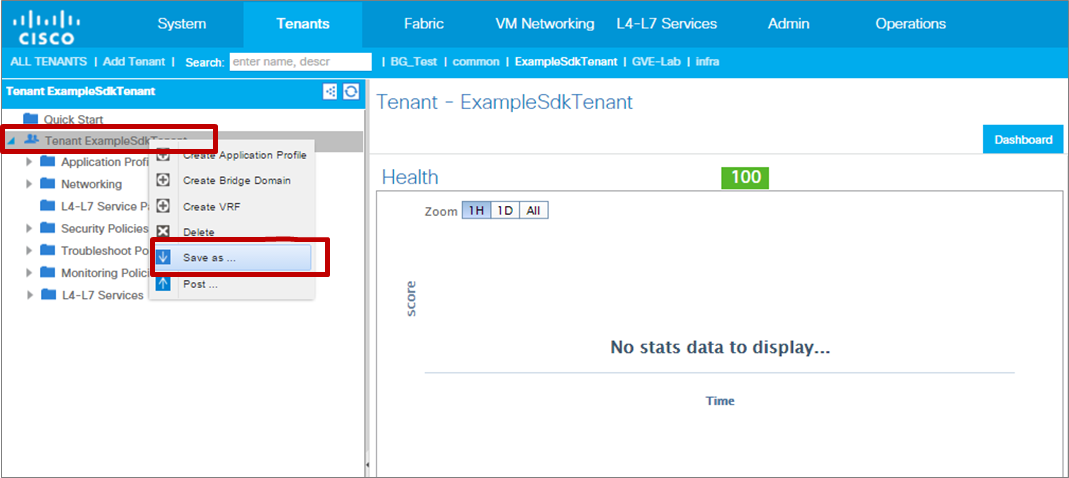 CISCO
System Tenants Fabric VM Networking L4-L7 Services Admin Operations
ALL TENANTS | Add Tenant | Search: enter name, descr | BG_Test | common | ExampleSdkTenant | GVE-Lab | infra
Tenant ExampleSdkTenant
Quick Start
Tenant ExampleSdkTenant
Application Profi
Networking
L4-L7 Service Pa
Security Policies
Troubleshoot Po
Monitoring Polici
L4-L7 Services
Create Application Profile
Create Bridge Domain
Create VRF
Delete
Save as ...
Post ...
Tenant - ExampleSdkTenant
Dashboard
Health
100
Zoom 1H 1D All
score
No stats data to display...
Time